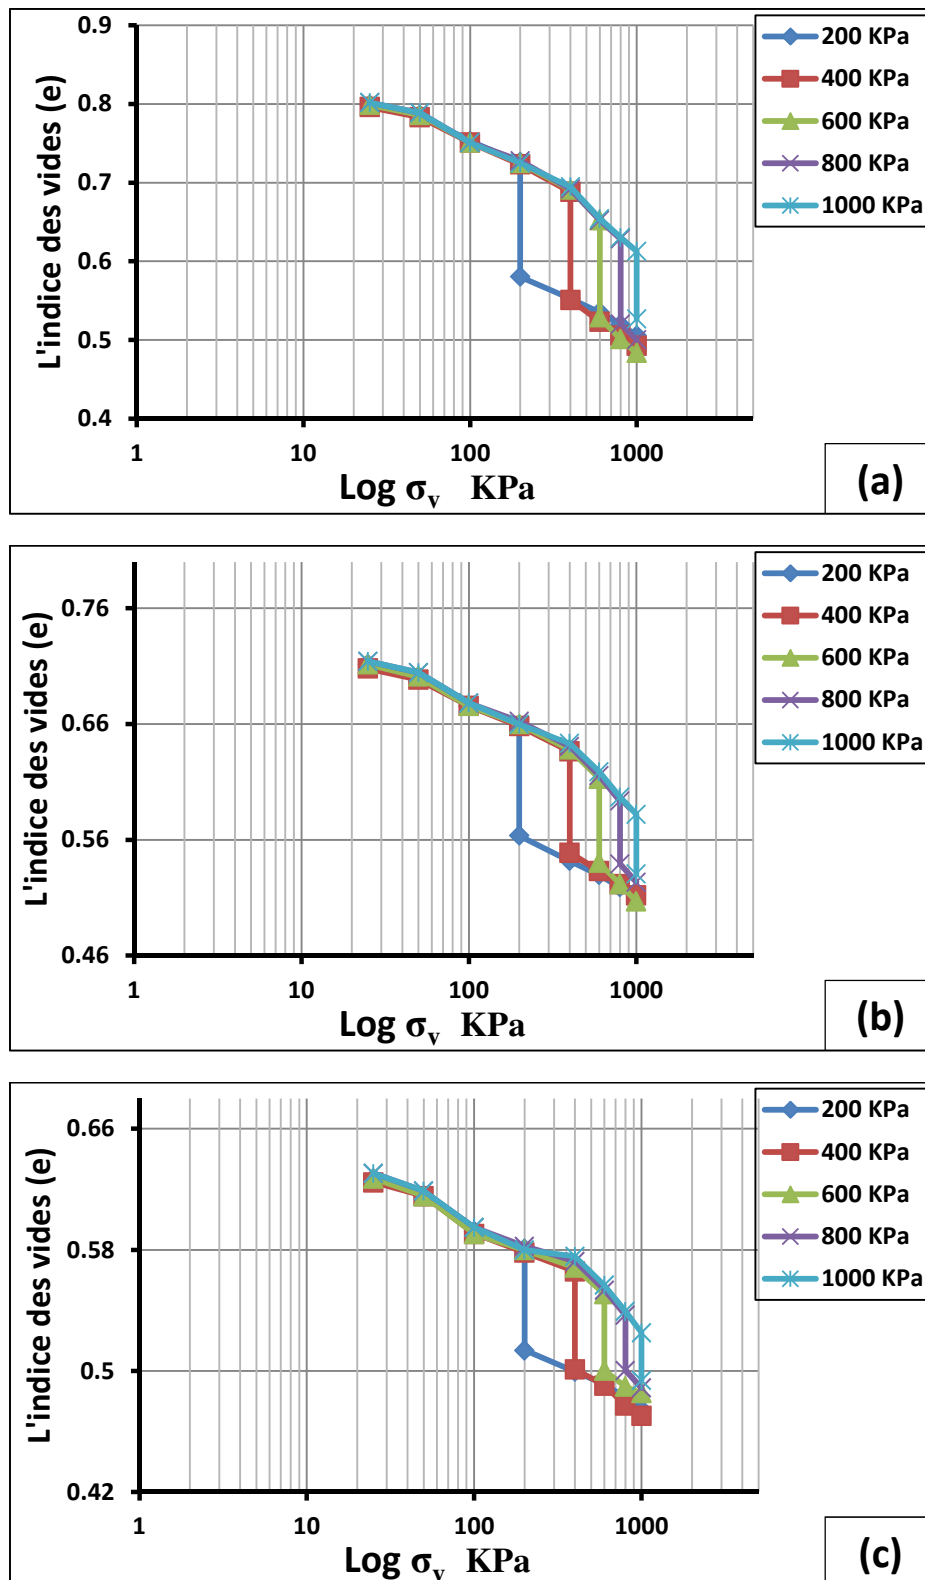 0.9
0.8
0.7
0.6
0.5
0.4
L'indice des vides (e)
1 10 100 1000
Log σv KPa
200 KPa
400 KPa
600 KPa
800 KPa
1000 KPa
(a)
0.76
0.66
0.56
0.46
L'indice des vides (e)
1 10 100 1000
Log σv KPa
200 KPa
400 KPa
600 KPa
800 KPa
1000 KPa
(b)
0.66
0.58
0.5
0.42
L'indice des vides (e)
1 10 100 1000
Log σv KPa
200 KPa
400 KPa
600 KPa
800 KPa
1000 KPa
(c)